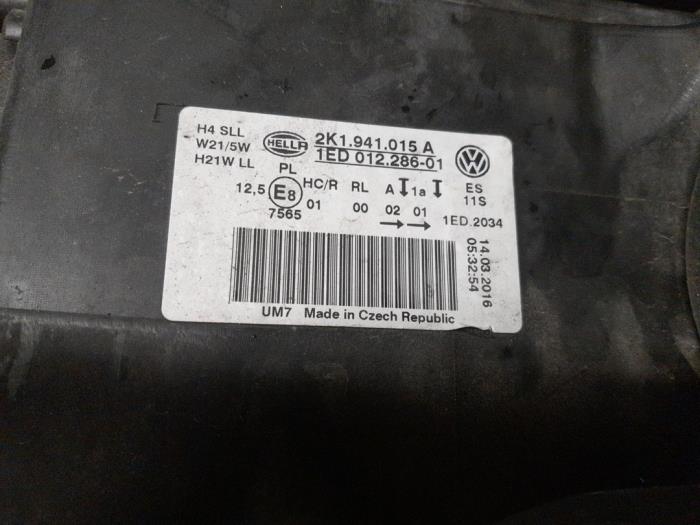 H4 SLL
W21/5W
H21W LL
HELLA
2K1.941.015 A
1ED 012.286-01
VW
PL
HC/R RL A 1a
ES
11S
12,5 E8
01 00 02 01
7565
1ED.2034
14.03.2016
05:32:54
UM7 Made in Czech Republic